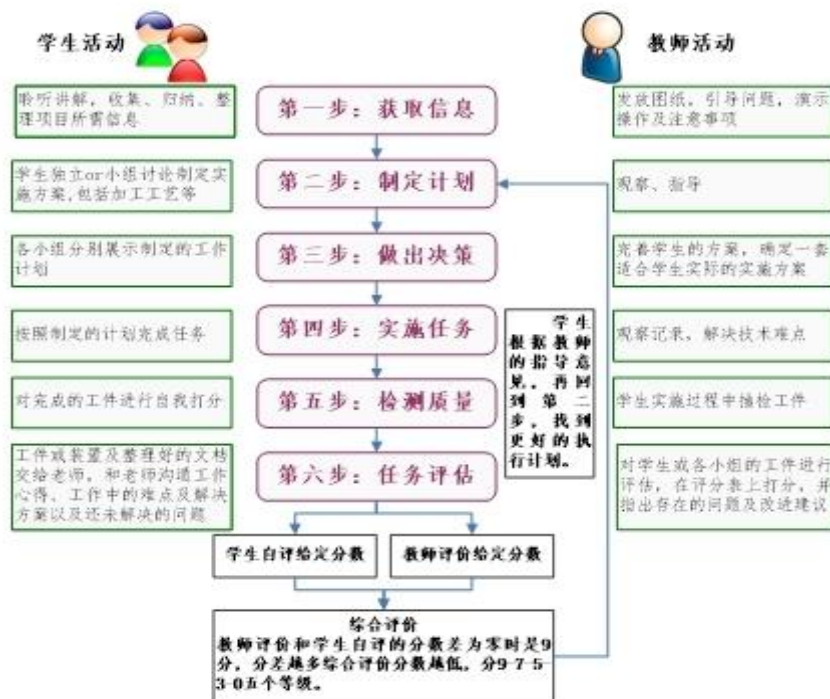 学生活动
教师活动
聆听讲解，收集、归纳、整
理项目所需信息
第一步：获取信息
发放图纸，引导问题，演示
操作及注意事项
学生独立or小组讨论制定实
施方案,包括加工工艺等
第二步：制定计划
观察、指导
各小组分别展示制定的工作
计划
第三步：做出决策
完善学生的方案，确定一套
适合学生实际的实施方案
按照制定的计划完成任务
第四步：实施任务
观察记录，解决技术难点
学生
根据教师
的指导意
见，再回
到第二
步，找到
更好的执
行计划。
对完成的工件进行自我打分
第五步：检测质量
学生实施过程中抽检工件
工件或装置及整理好的文档
交给老师，和老师沟通工作
心得、工作中的难点及解决
方案以及还未解决的问题
第六步：任务评估
对学生或各小组的工件进行
评估，在评分表上打分，并
指出存在的问题及改进建议
学生自评给定分数
教师评价给定分数
综合评价
教师评价和学生自评的分数差为零时是9
分，分差越多综合评价分数越低，分9-7-5-
3-0五个等级。